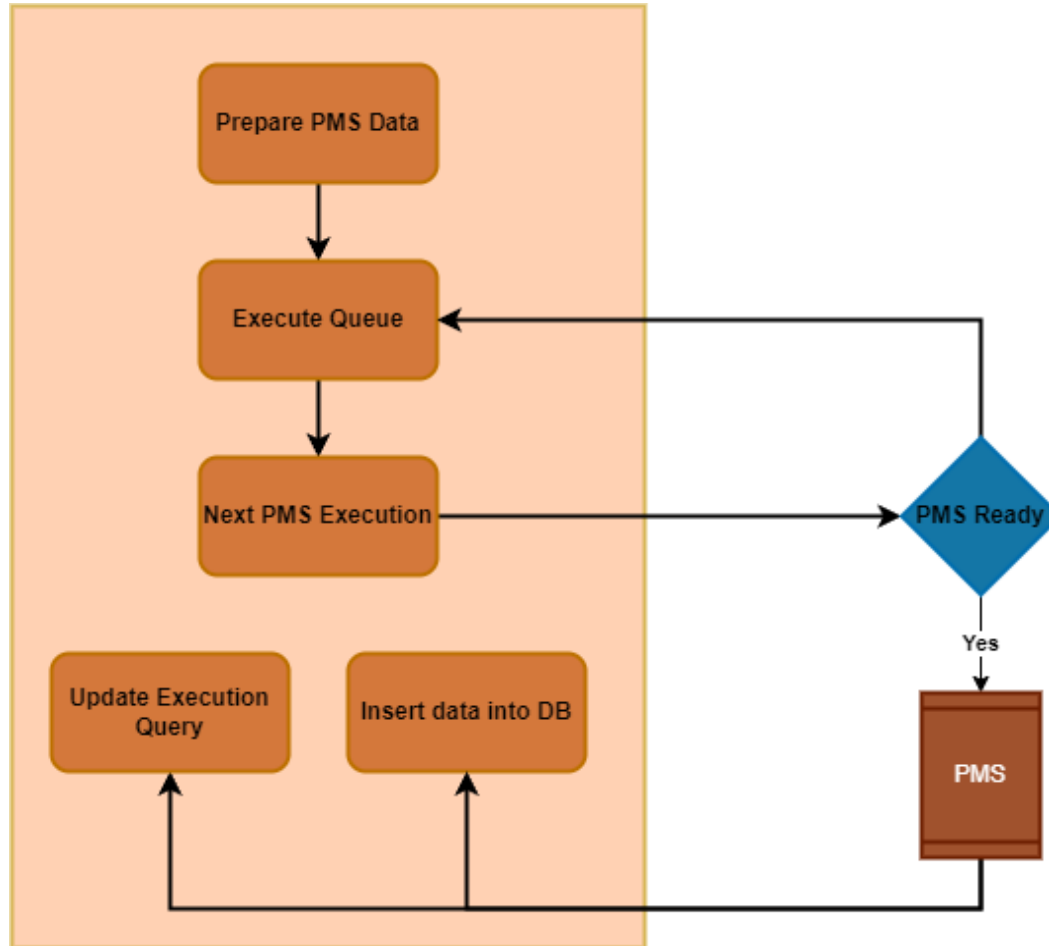 Prepare PMS Data
Execute Queue
Next PMS Execution
PMS Ready
Yes
Update Execution
Query
Insert data into DB
PMS